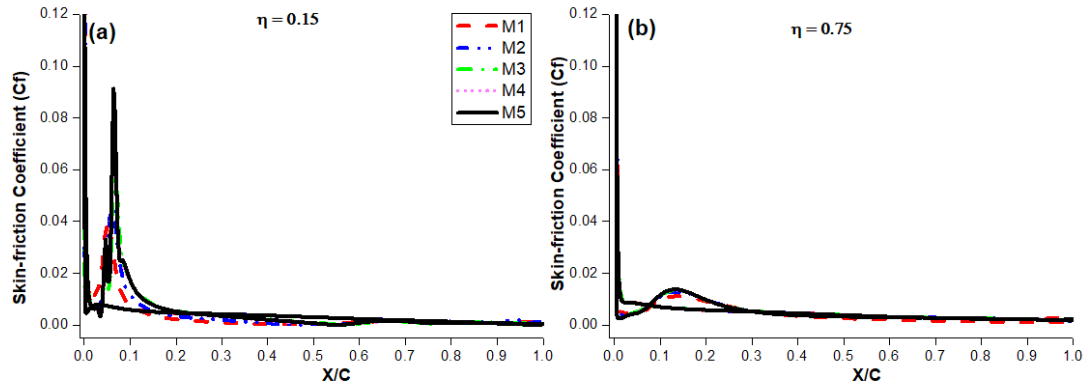 (a)
η = 0.15
M1
M2
M3
M4
M5
Skin-friction Coefficient (Cf)
0.12
0.10
0.08
0.06
0.04
0.02
0.00
0.0 0.1 0.2 0.3 0.4 0.5 0.6 0.7 0.8 0.9 1.0
X/C
(b)
η = 0.75
Skin-friction Coefficient (Cf)
0.12
0.10
0.08
0.06
0.04
0.02
0.00
0.0 0.1 0.2 0.3 0.4 0.5 0.6 0.7 0.8 0.9 1.0
X/C